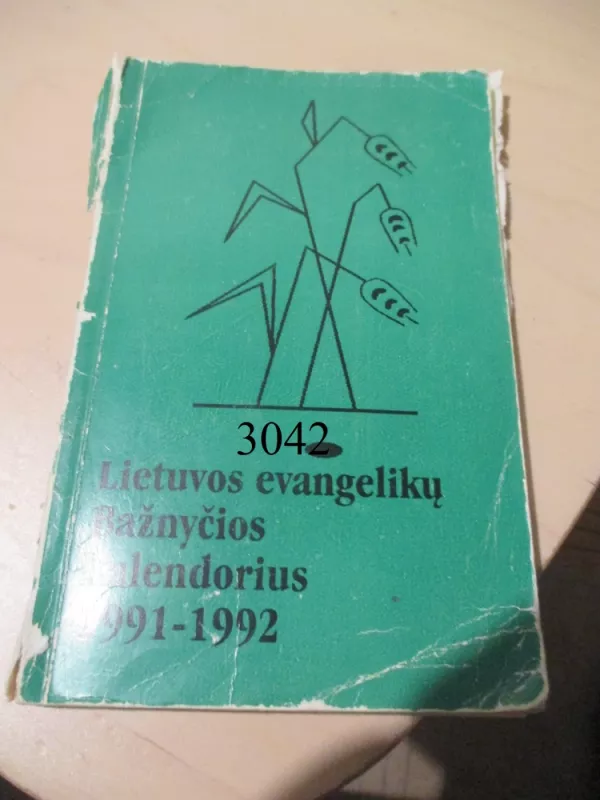 3042
Lietuvos evangelikų
Bažnyčios
kalendorius
1991-1992